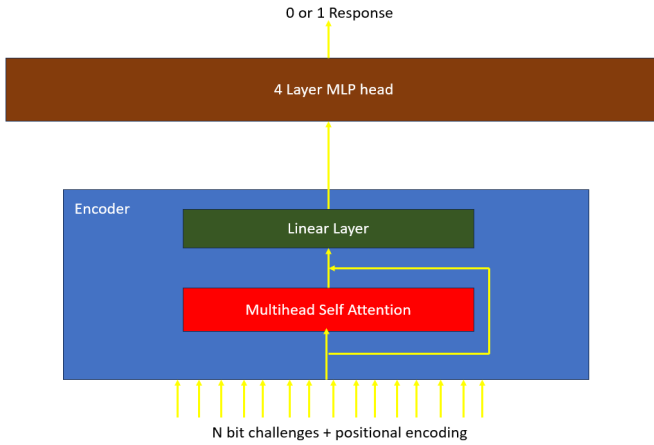 0 or 1 Response
4 Layer MLP head
Encoder
Linear Layer
Multihead Self Attention
N bit challenges + positional encoding